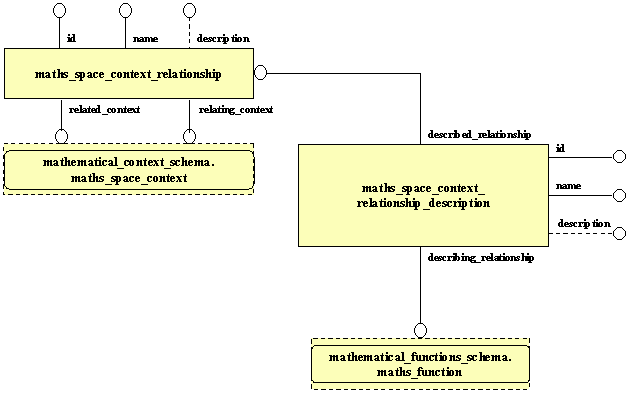 id name description
maths_space_context_relationship
related_context relating_context
mathematical_context_schema.
maths_space_context
described_relationship
id
maths_space_context_
relationship_description
name
description
describing_relationship
mathematical_functions_schema.
maths_function